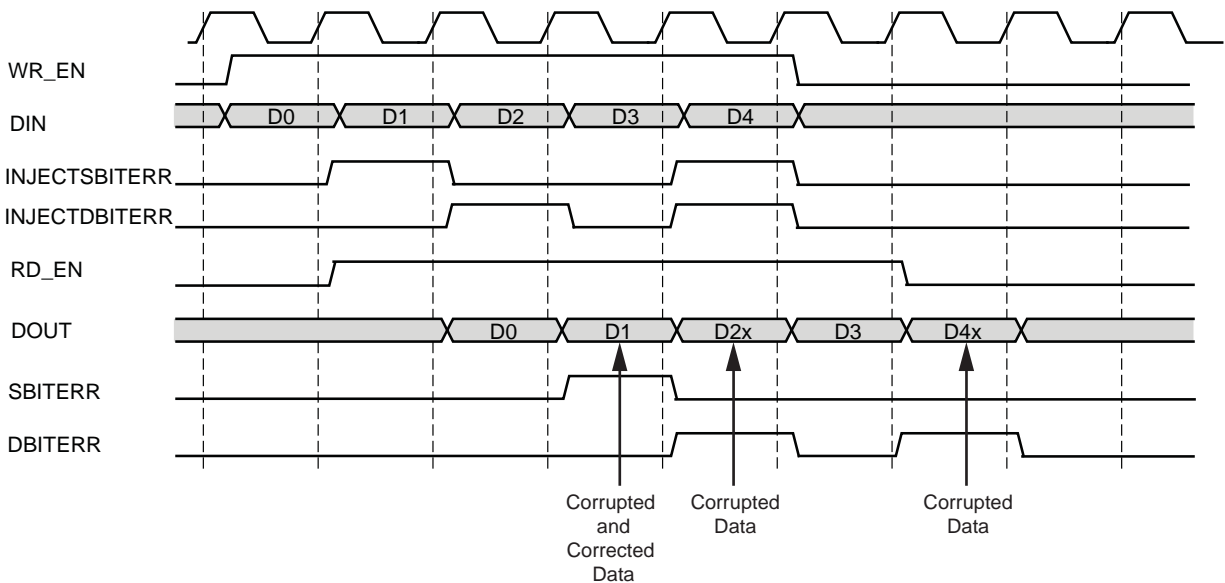 WR_EN
DIN
D0 D1 D2 D3 D4
INJECTSBITERR
INJECTDBITERR
RD_EN
DOUT
D0 D1 D2x D3 D4x
SBITERR
DBITERR
Corrupted
and
Corrected
Data
Corrupted
Data
Corrupted
Data